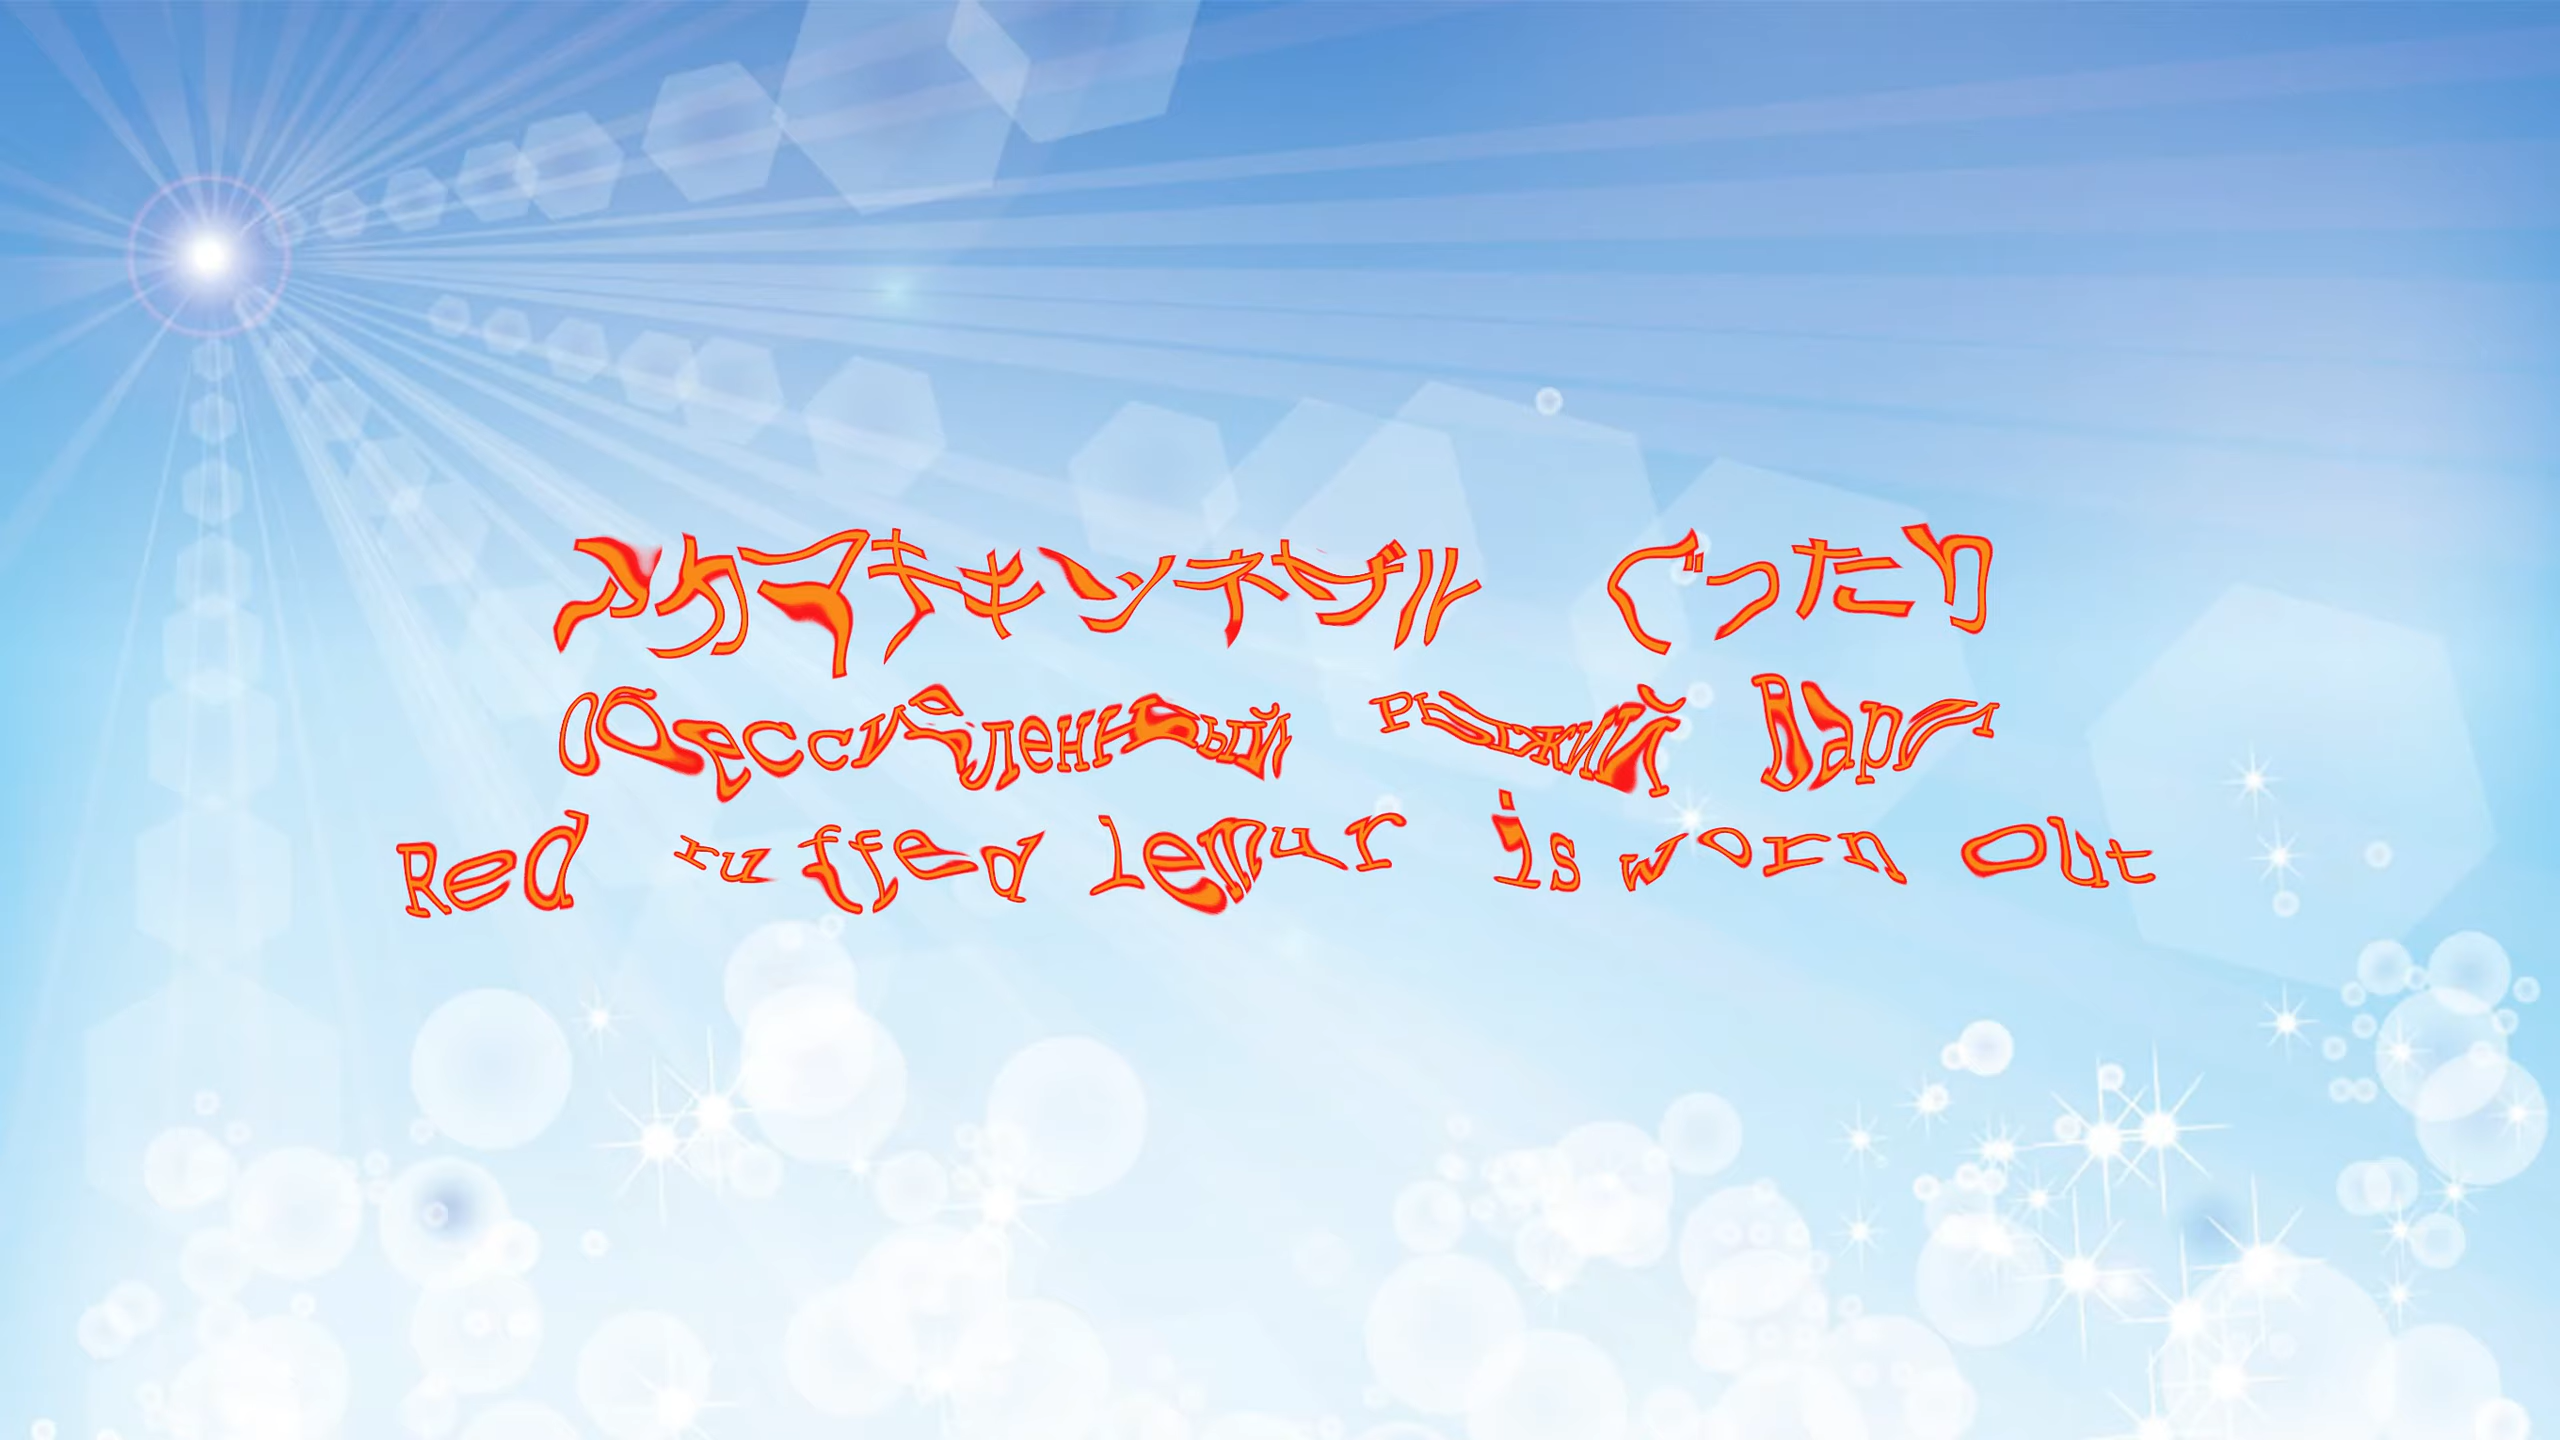 アカマキキツネザル ぐったり
Обессиленный рыжий Вари
Red ruffed lemur is worn out